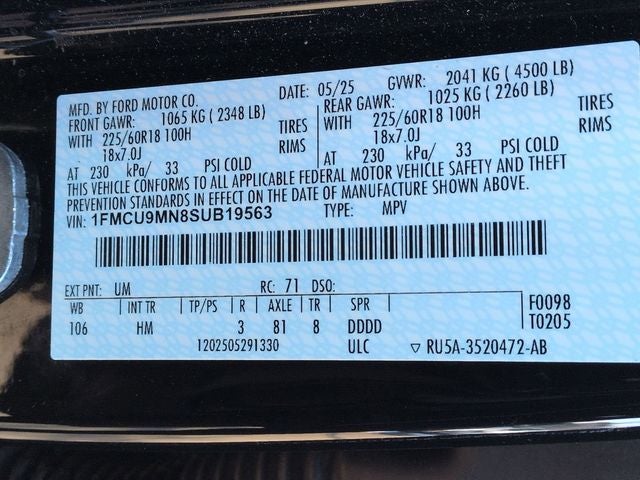 MFD. BY FORD MOTOR CO. DATE: 05/25 GVWR: 2041 KG ( 4500 LB)
FRONT GAWR: 1065 KG ( 2348 LB) REAR GAWR: 1025 KG ( 2260 LB)
WITH 225/60R18 100H TIRES WITH 225/60R18 100H TIRES
18x7.0J RIMS 18x7.0J RIMS
AT 230 kPa/ 33 PSI COLD AT 230 kPa/ 33 PSI COLD
THIS VEHICLE CONFORMS TO ALL APPLICABLE FEDERAL MOTOR VEHICLE SAFETY AND THEFT
PREVENTION STANDARDS IN EFFECT ON THE DATE OF MANUFACTURE SHOWN ABOVE.
VIN: 1FMCU9MN8SUB19563 TYPE: MPV
EXT PNT: UM RC: 71 DSO:
WB INT TR TP/PS R AXLE TR SPR F0098
106 HM 3 81 8 DDDD T0205
1202505291330 ULC ▽ RU5A-3520472-AB